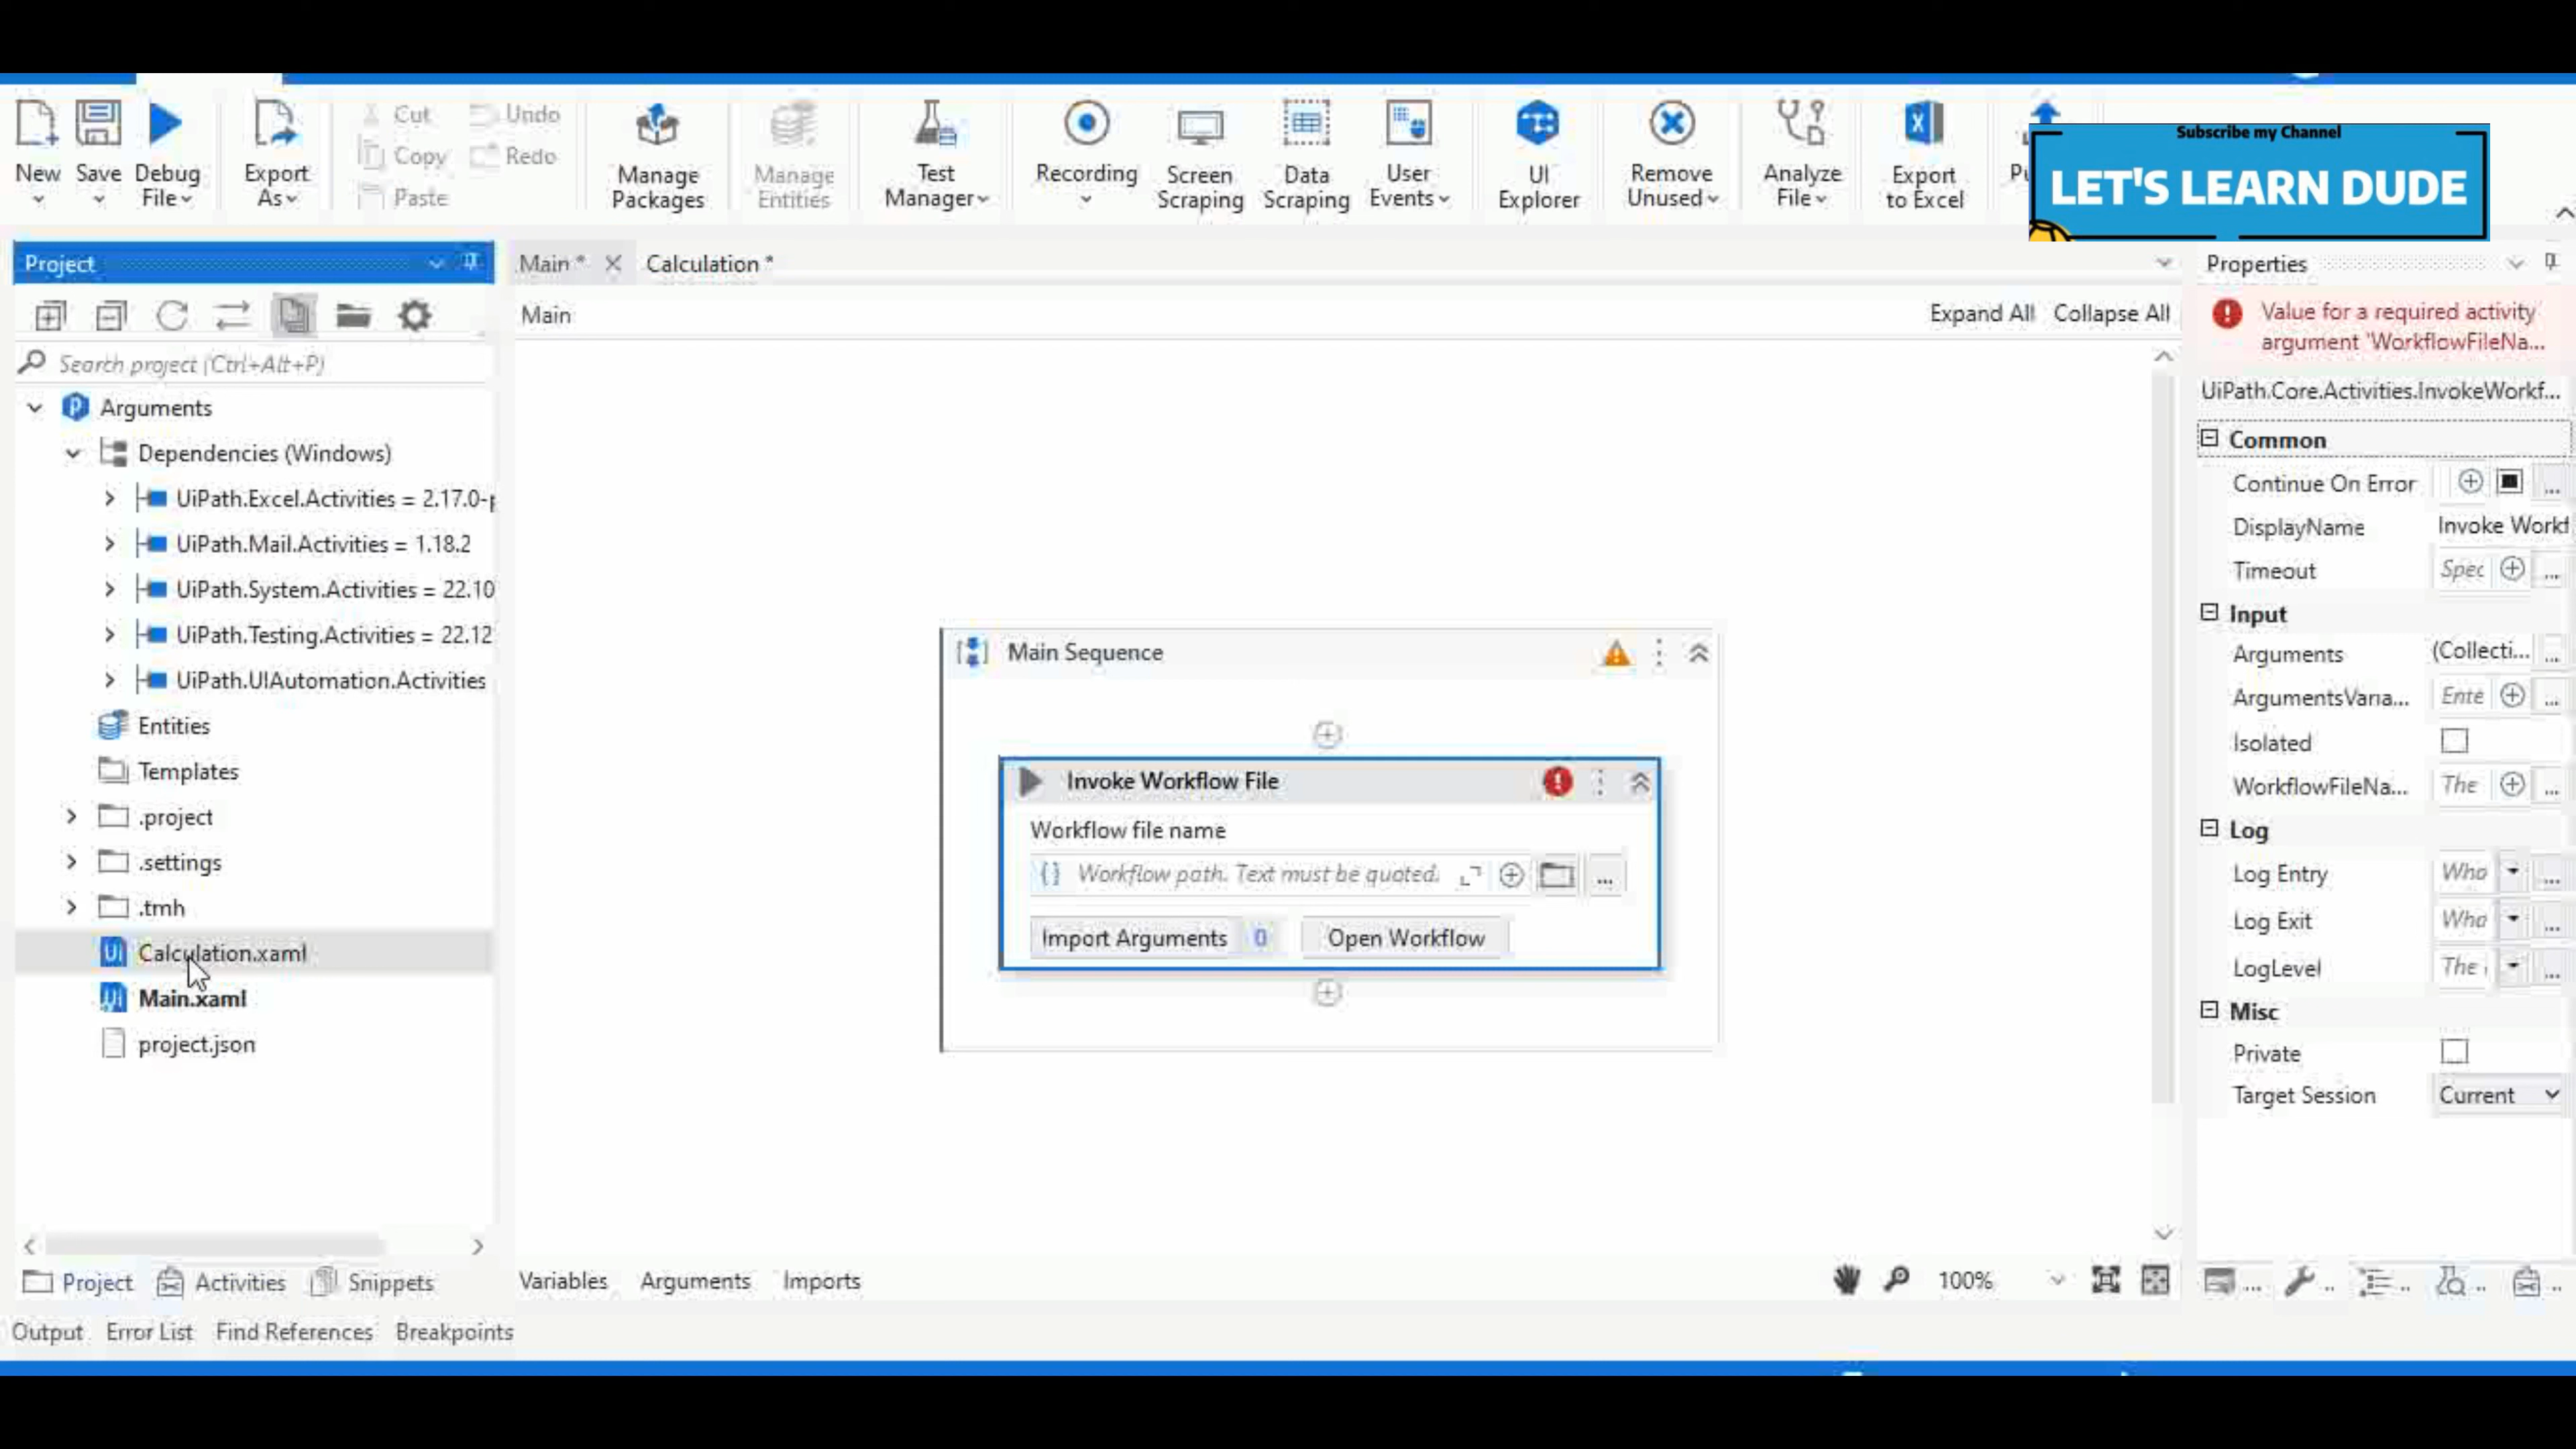 New
Save
Debug
File
Export
As
Cut
Copy
Paste
Undo
Redo
Manage
Packages
Manage
Entities
Test
Manager
Recording
Screen
Scraping
Data
Scraping
User
Events
UI
Explorer
Remove
Unused
Analyze
File
Export
to Excel
Subscribe my Channel
LET'S LEARN DUDE
Project
Search project (Ctrl+Alt+P)
Arguments
Dependencies (Windows)
UiPath.Excel.Activities = 2.17.0-p
UiPath.Mail.Activities = 1.18.2
UiPath.System.Activities = 22.10
UiPath.Testing.Activities = 22.12
UiPath.UIAutomation.Activities
Entities
Templates
.project
.settings
.tmh
Calculation.xaml
Main.xaml
project.json
Project
Activities
Snippets
Main *
Calculation *
Main
Expand All
Collapse All
Main Sequence
Invoke Workflow File
Workflow file name
Workflow path. Text must be quoted.
...
Import Arguments 0
Open Workflow
Variables
Arguments
Imports
100%
Properties
Value for a required activity
argument 'WorkflowFileNa...
UiPath.Core.Activities.InvokeWorkf...
Common
Continue On Error ...
DisplayName Invoke Workf
Timeout Spec ...
Input
Arguments (Collecti... ...
ArgumentsVaria... Ente ...
Isolated
WorkflowFileNa... The ...
Log
Log Entry Who ...
Log Exit Who ...
LogLevel The ...
Misc
Private
Target Session Current
Output
Error List
Find References
Breakpoints